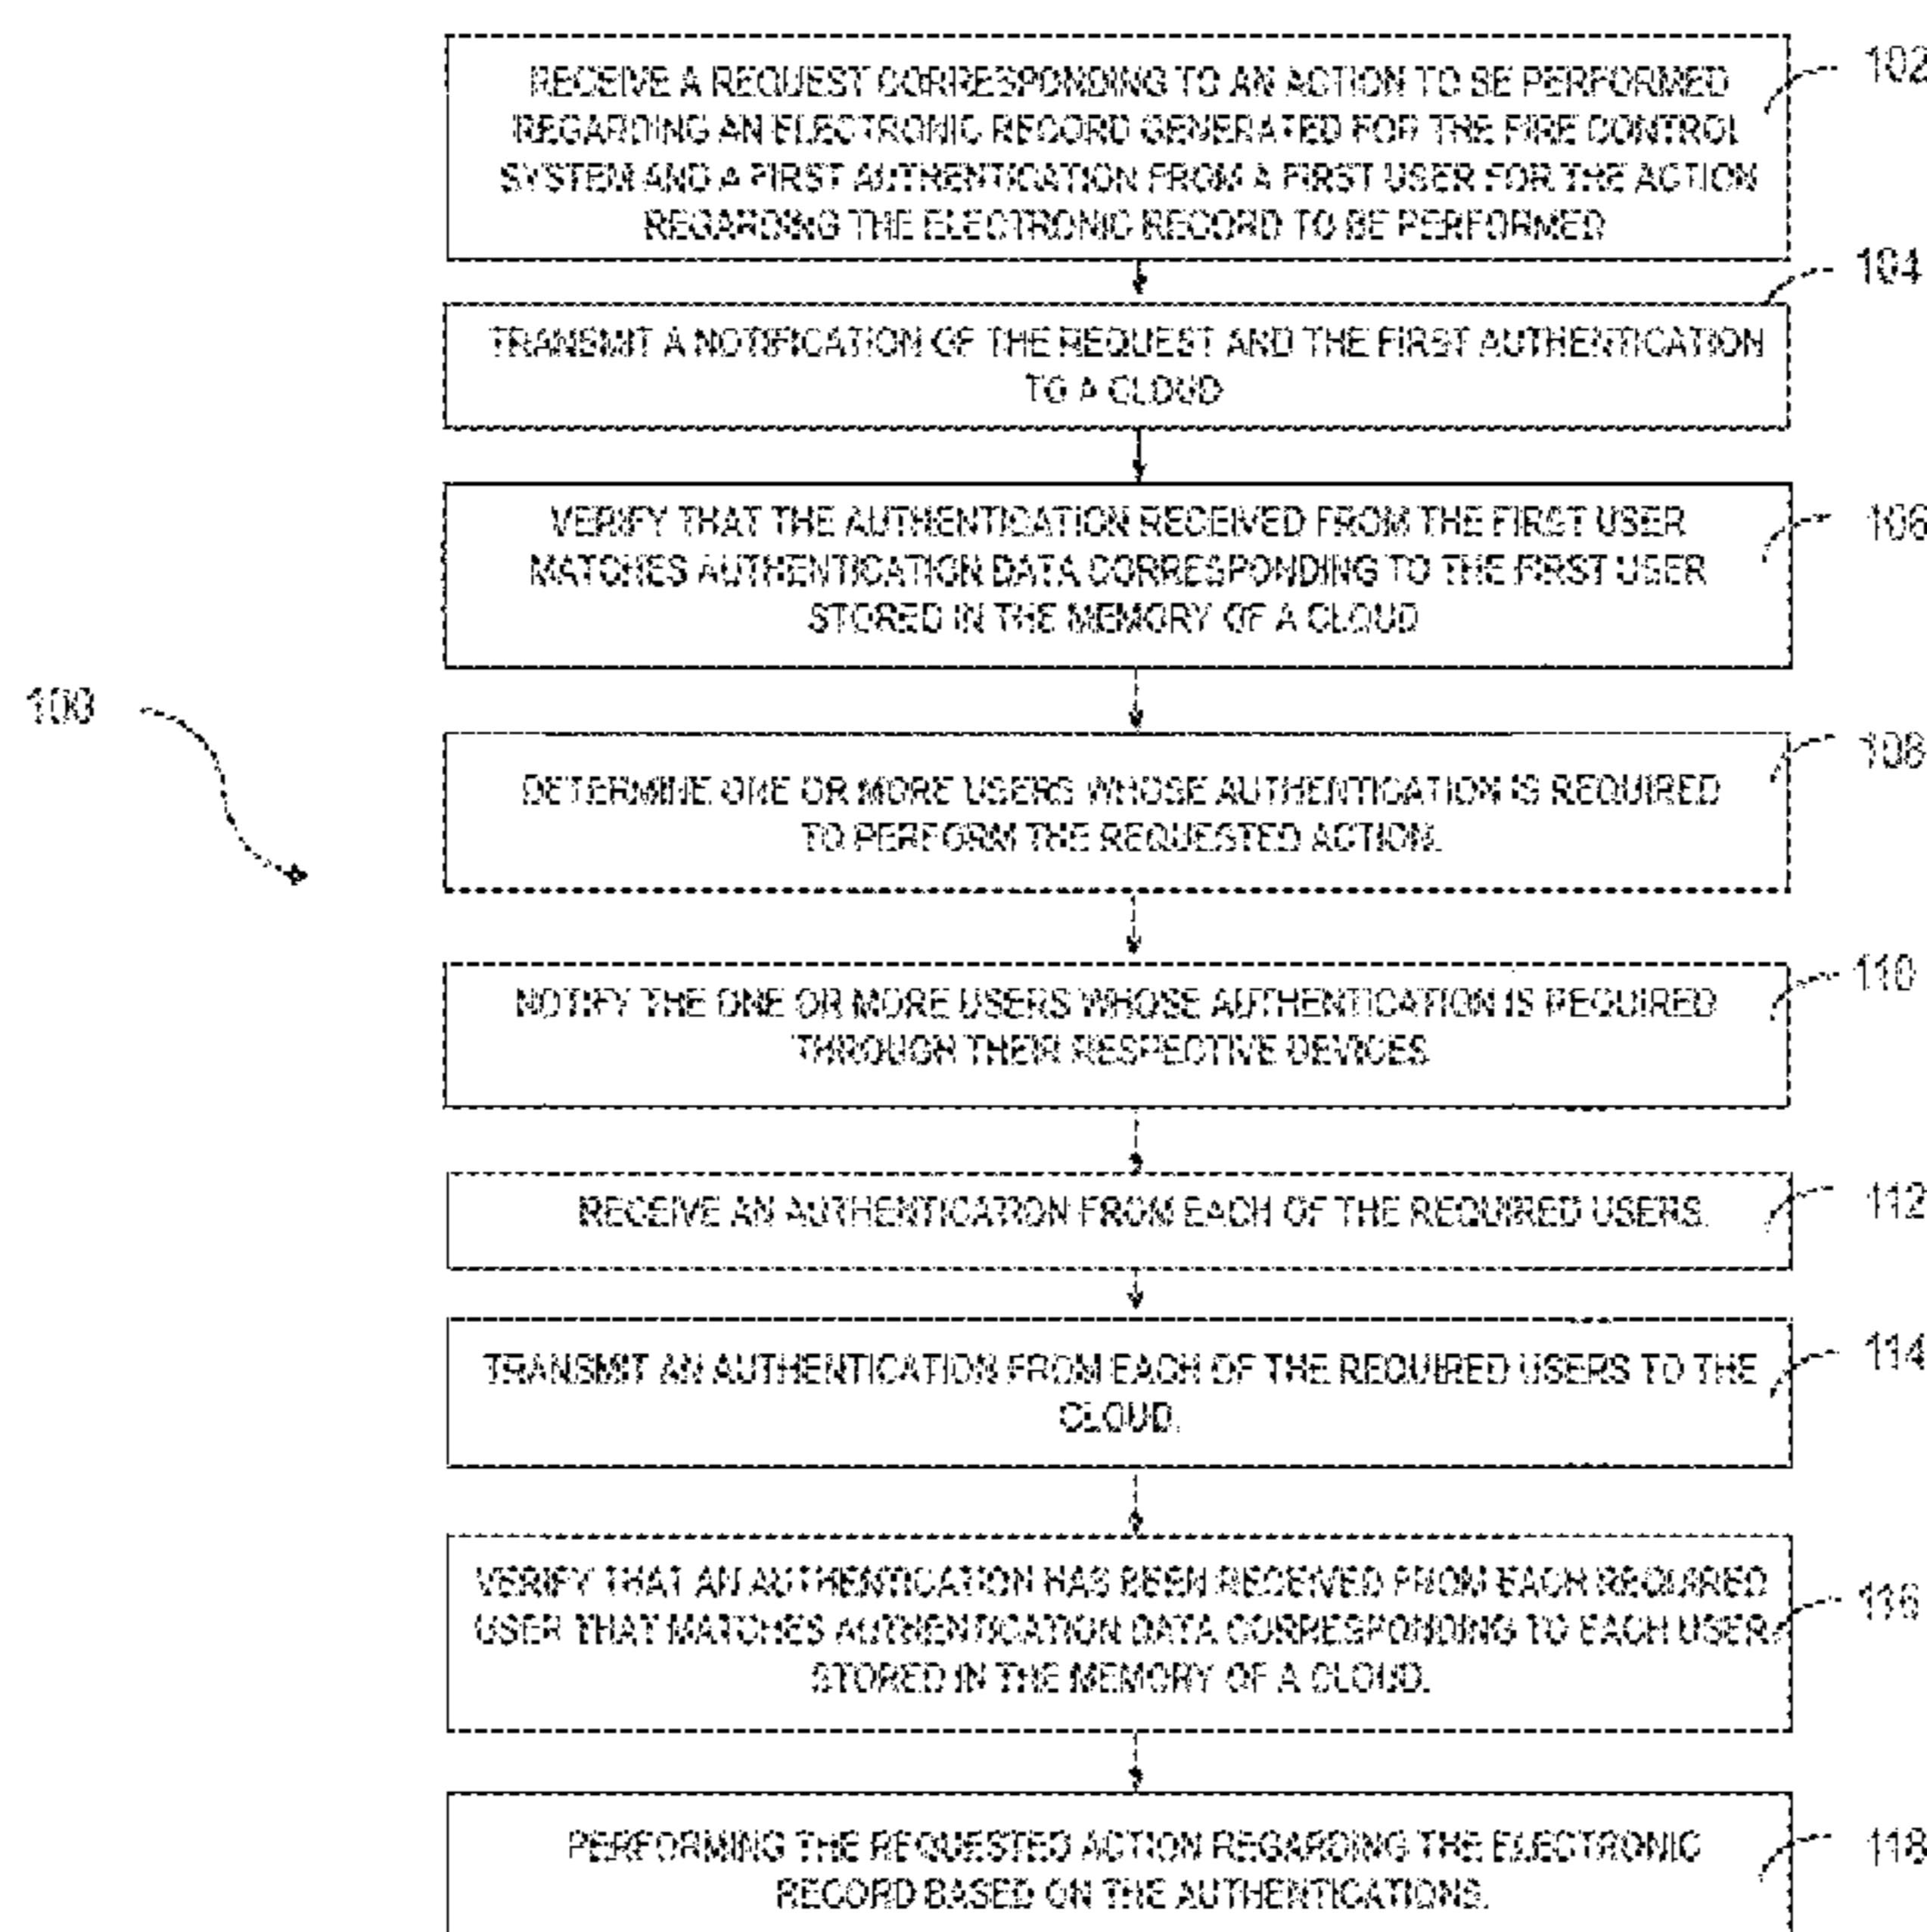 RECEIVE A REQUEST CORRESPONDING TO AN ACTION TO BE PERFORMED
REGARDING AN ELECTRONIC RECORD GENERATED FOR THE FIRE CONTROL
SYSTEM AND A FIRST AUTHENTICATION FROM A FIRST USER FOR THE ACTION
REGARDING THE ELECTRONIC RECORD TO BE PERFORMED
102
TRANSMIT A NOTIFICATION OF THE REQUEST AND THE FIRST AUTHENTICATION
TO A CLOUD
104
VERIFY THAT THE AUTHENTICATION RECEIVED FROM THE FIRST USER
MATCHES AUTHENTICATION DATA CORRESPONDING TO THE FIRST USER
STORED IN THE MEMORY OF A CLOUD
106
100
DETERMINE ONE OR MORE USERS WHOSE AUTHENTICATION IS REQUIRED
TO PERFORM THE REQUESTED ACTION.
108
NOTIFY THE ONE OR MORE USERS WHOSE AUTHENTICATION IS REQUIRED
THROUGH THEIR RESPECTIVE DEVICES
110
RECEIVE AN AUTHENTICATION FROM EACH OF THE REQUIRED USERS.
112
TRANSMIT AN AUTHENTICATION FROM EACH OF THE REQUIRED USERS TO THE
CLOUD.
114
VERIFY THAT AN AUTHENTICATION HAS BEEN RECEIVED FROM EACH REQUIRED
USER THAT MATCHES AUTHENTICATION DATA CORRESPONDING TO EACH USER
STORED IN THE MEMORY OF A CLOUD.
116
PERFORMING THE REQUESTED ACTION REGARDING THE ELECTRONIC
RECORD BASED ON THE AUTHENTICATIONS.
118